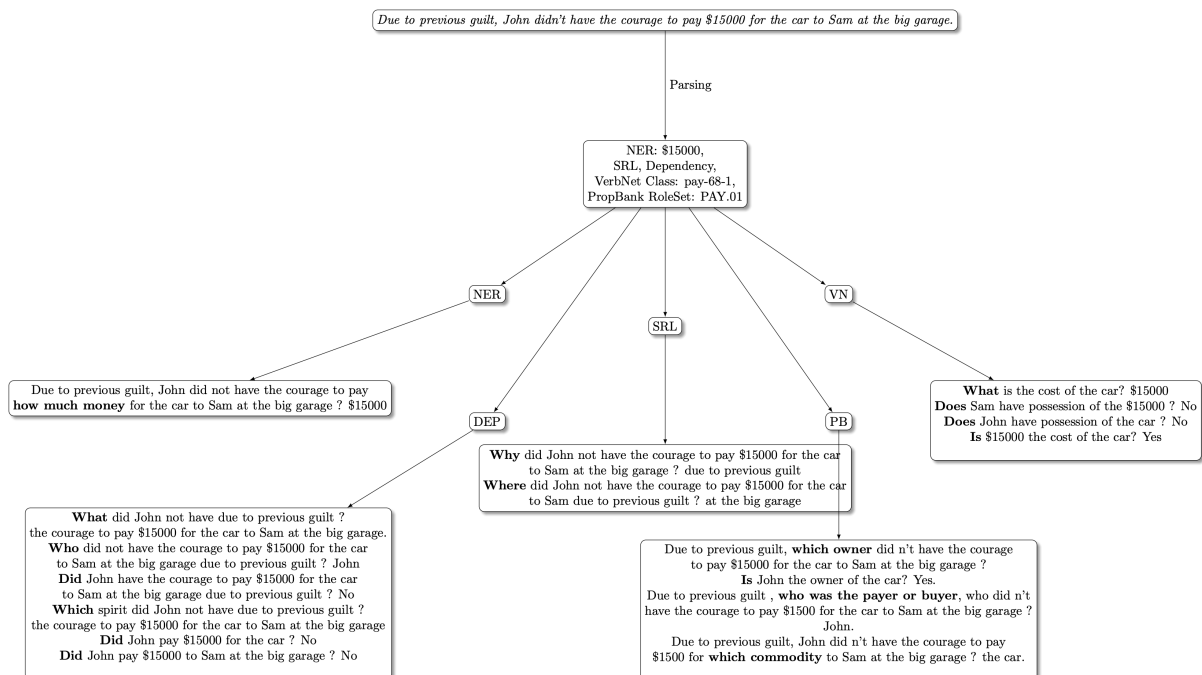 Due to previous guilt, John didn't have the courage to pay $15000 for the car to Sam at the big garage.
Parsing
NER: $15000,
SRL, Dependency,
VerbNet Class: pay-68-1,
PropBank RoleSet: PAY.01
NER
VN
SRL
Due to previous guilt, John did not have the courage to pay
how much money for the car to Sam at the big garage ? $15000
What is the cost of the car? $15000
Does Sam have possession of the $15000 ? No
Does John have possession of the car ? No
Is $15000 the cost of the car? Yes
DEP
PB
Why did John not have the courage to pay $15000 for the car
to Sam at the big garage ? due to previous guilt
Where did John not have the courage to pay $15000 for the car
to Sam due to previous guilt ? at the big garage
What did John not have due to previous guilt ?
the courage to pay $15000 for the car to Sam at the big garage.
Who did not have the courage to pay $15000 for the car
to Sam at the big garage due to previous guilt ? John
Did John have the courage to pay $15000 for the car
to Sam at the big garage due to previous guilt ? No
Which spirit did John not have due to previous guilt ?
the courage to pay $15000 for the car to Sam at the big garage
Did John pay $15000 for the car ? No
Did John pay $15000 to Sam at the big garage ? No
Due to previous guilt, which owner did n't have the courage
to pay $15000 for the car to Sam at the big garage ?
Is John the owner of the car? Yes.
Due to previous guilt , who was the payer or buyer, who did n't
have the courage to pay $1500 for the car to Sam at the big garage ?
John.
Due to previous guilt, John did n't have the courage to pay
$1500 for which commodity to Sam at the big garage ? the car.